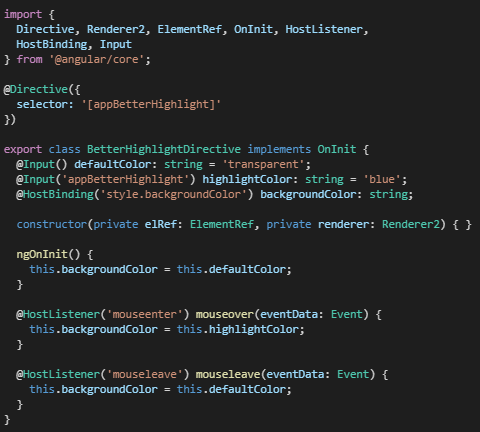 import {
  Directive, Renderer2, ElementRef, OnInit, HostListener,
  HostBinding, Input
} from '@angular/core';

@Directive({
  selector: '[appBetterHighlight]'
})

export class BetterHighlightDirective implements OnInit {
  @Input() defaultColor: string = 'transparent';
  @Input('appBetterHighlight') highlightColor: string = 'blue';
  @HostBinding('style.backgroundColor') backgroundColor: string;

  constructor(private elRef: ElementRef, private renderer: Renderer2) { }

  ngOnInit() {
    this.backgroundColor = this.defaultColor;
  }

  @HostListener('mouseenter') mouseover(eventData: Event) {
    this.backgroundColor = this.highlightColor;
  }

  @HostListener('mouseleave') mouseleave(eventData: Event) {
    this.backgroundColor = this.defaultColor;
  }
}